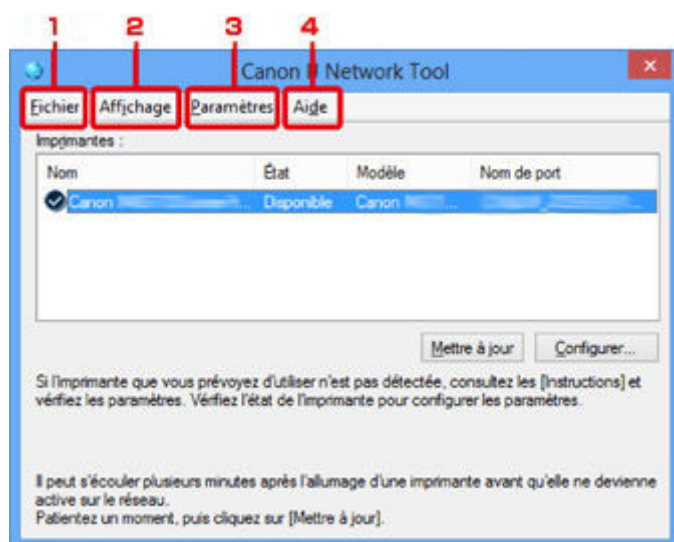 1 2 3 4
Canon IJ Network Tool
Fichier Affichage Paramètres Aide
Imprimantes :
Nom État Modèle Nom de port
Canon ... Disponible Canon ... ...
Mettre à jour Configurer...
Si l'imprimante que vous prévoyez d'utiliser n'est pas détectée, consultez les [Instructions] et
vérifiez les paramètres. Vérifiez l'état de l'imprimante pour configurer les paramètres.
Il peut s'écouler plusieurs minutes après l'allumage d'une imprimante avant qu'elle ne devienne
active sur le réseau.
Patientez un moment, puis cliquez sur [Mettre à jour].